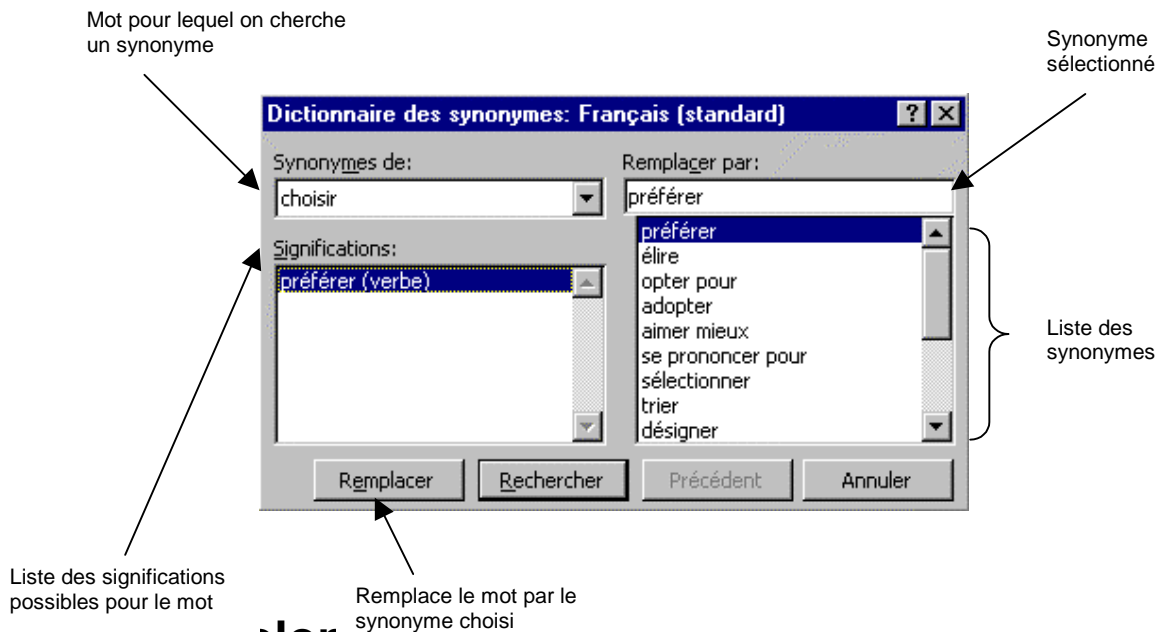 Mot pour lequel on cherche
un synonyme
Synonyme
sélectionné
Dictionnaire des synonymes: Français (standard)
Synonymes de:
Remplacer par:
choisir
préférer
Significations:
préférer (verbe)
préférer
élire
opter pour
adopter
aimer mieux
se prononcer pour
sélectionner
trier
désigner
Liste des
synonymes
Remplacer
Rechercher
Précédent
Annuler
Liste des significations
possibles pour le mot
Remplace le mot par le
synonyme choisi